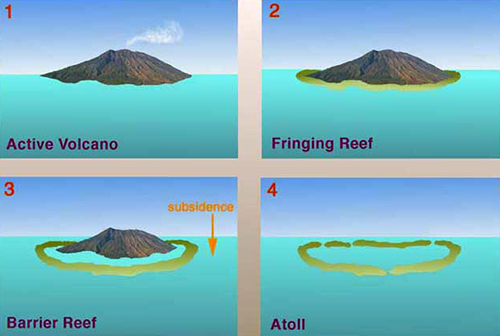 1
Active Volcano
2
Fringing Reef
3
subsidence
Barrier Reef
4
Atoll